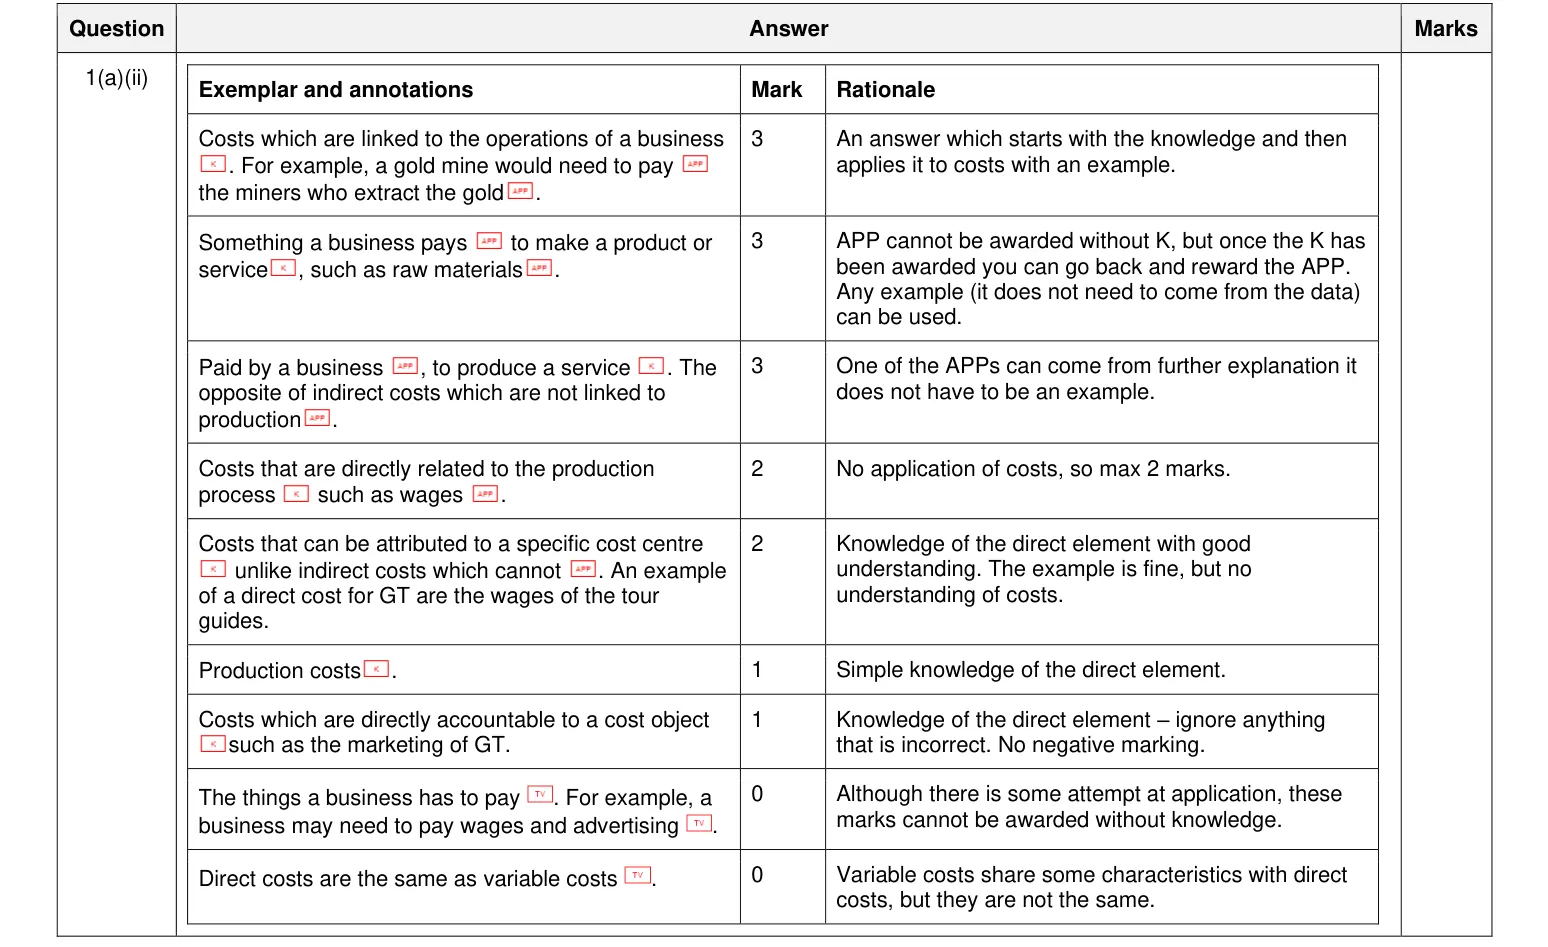 Question Answer Marks
1(a)(ii)
Exemplar and annotations Mark Rationale
Costs which are linked to the operations of a business
K . For example, a gold mine would need to pay APP
the miners who extract the gold APP .
3
An answer which starts with the knowledge and then
applies it to costs with an example.
Something a business pays APP to make a product or
service K , such as raw materials APP .
3
APP cannot be awarded without K, but once the K has
been awarded you can go back and reward the APP.
Any example (it does not need to come from the data)
can be used.
Paid by a business APP , to produce a service K . The
opposite of indirect costs which are not linked to
production APP .
3
One of the APPs can come from further explanation it
does not have to be an example.
Costs that are directly related to the production
process K such as wages APP .
2
No application of costs, so max 2 marks.
Costs that can be attributed to a specific cost centre
K unlike indirect costs which cannot APP . An example
of a direct cost for GT are the wages of the tour
guides.
2
Knowledge of the direct element with good
understanding. The example is fine, but no
understanding of costs.
Production costs K .
1
Simple knowledge of the direct element.
Costs which are directly accountable to a cost object
K such as the marketing of GT.
1
Knowledge of the direct element – ignore anything
that is incorrect. No negative marking.
The things a business has to pay TV . For example, a
business may need to pay wages and advertising TV .
0
Although there is some attempt at application, these
marks cannot be awarded without knowledge.
Direct costs are the same as variable costs TV .
0
Variable costs share some characteristics with direct
costs, but they are not the same.